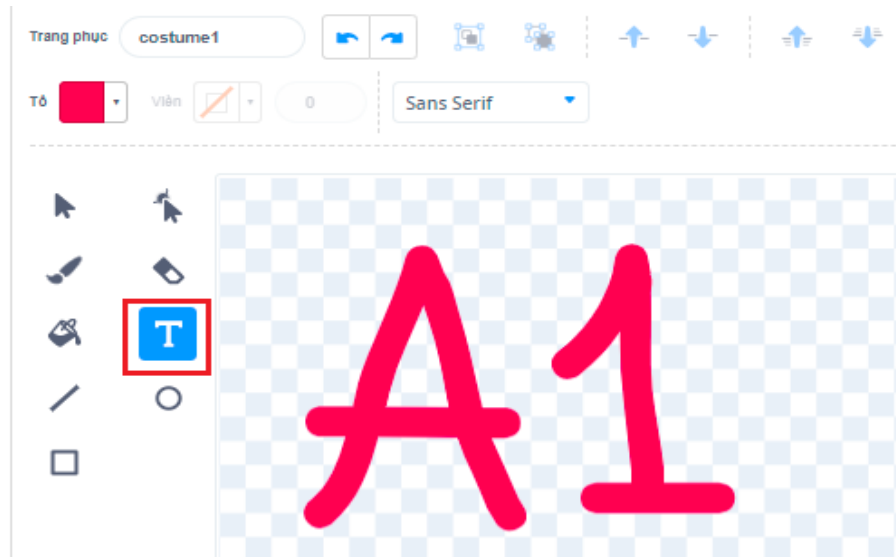 Trang phục costume1
Tô Viền 0 Sans Serif
T
A1